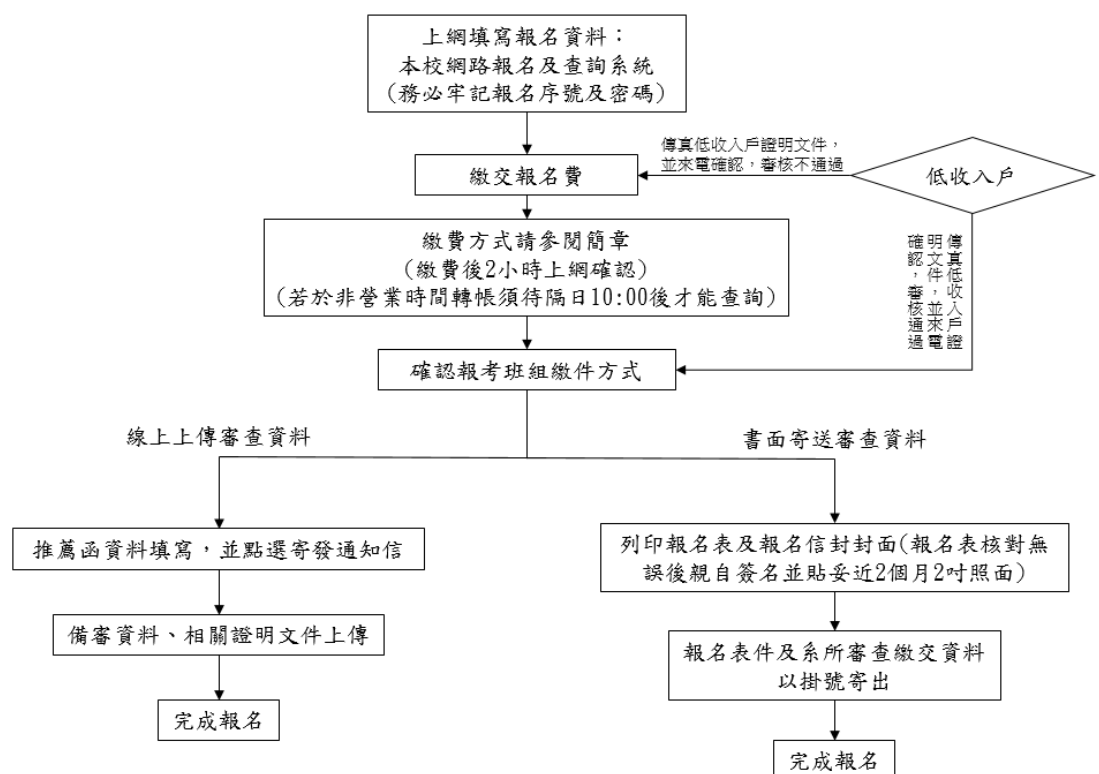 上網填寫報名資料：
本校網路報名及查詢系統
(務必牢記報名序號及密碼)
傳真低收入戶證明文件，
並來電確認，審核不通過
低收入戶
繳交報名費
繳費方式請參閱簡章
(繳費後2小時上網確認)
(若於非營業時間轉帳須待隔日10:00後才能查詢)
傳真低收入戶證
明文件，並來電
確認，審核通過
確認報考班組繳件方式
線上上傳審查資料
書面寄送審查資料
推薦函資料填寫，並點選寄發通知信
列印報名表及報名信封封面(報名表核對無
誤後親自簽名並貼妥近2個月2吋照面)
備審資料、相關證明文件上傳
報名表件及系所審查繳交資料
以掛號寄出
完成報名
完成報名